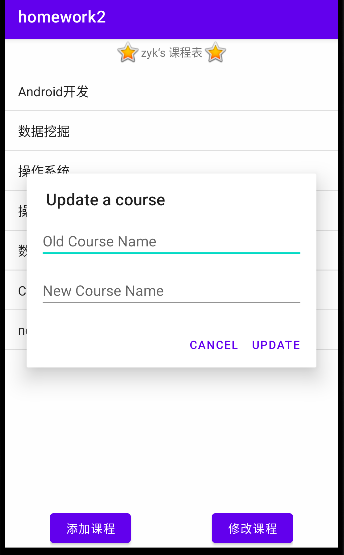 homework2
zyk's 课程表
Android开发
数据挖掘
操作系统
Update a course
Old Course Name
New Course Name
CANCEL UPDATE
添加课程 修改课程